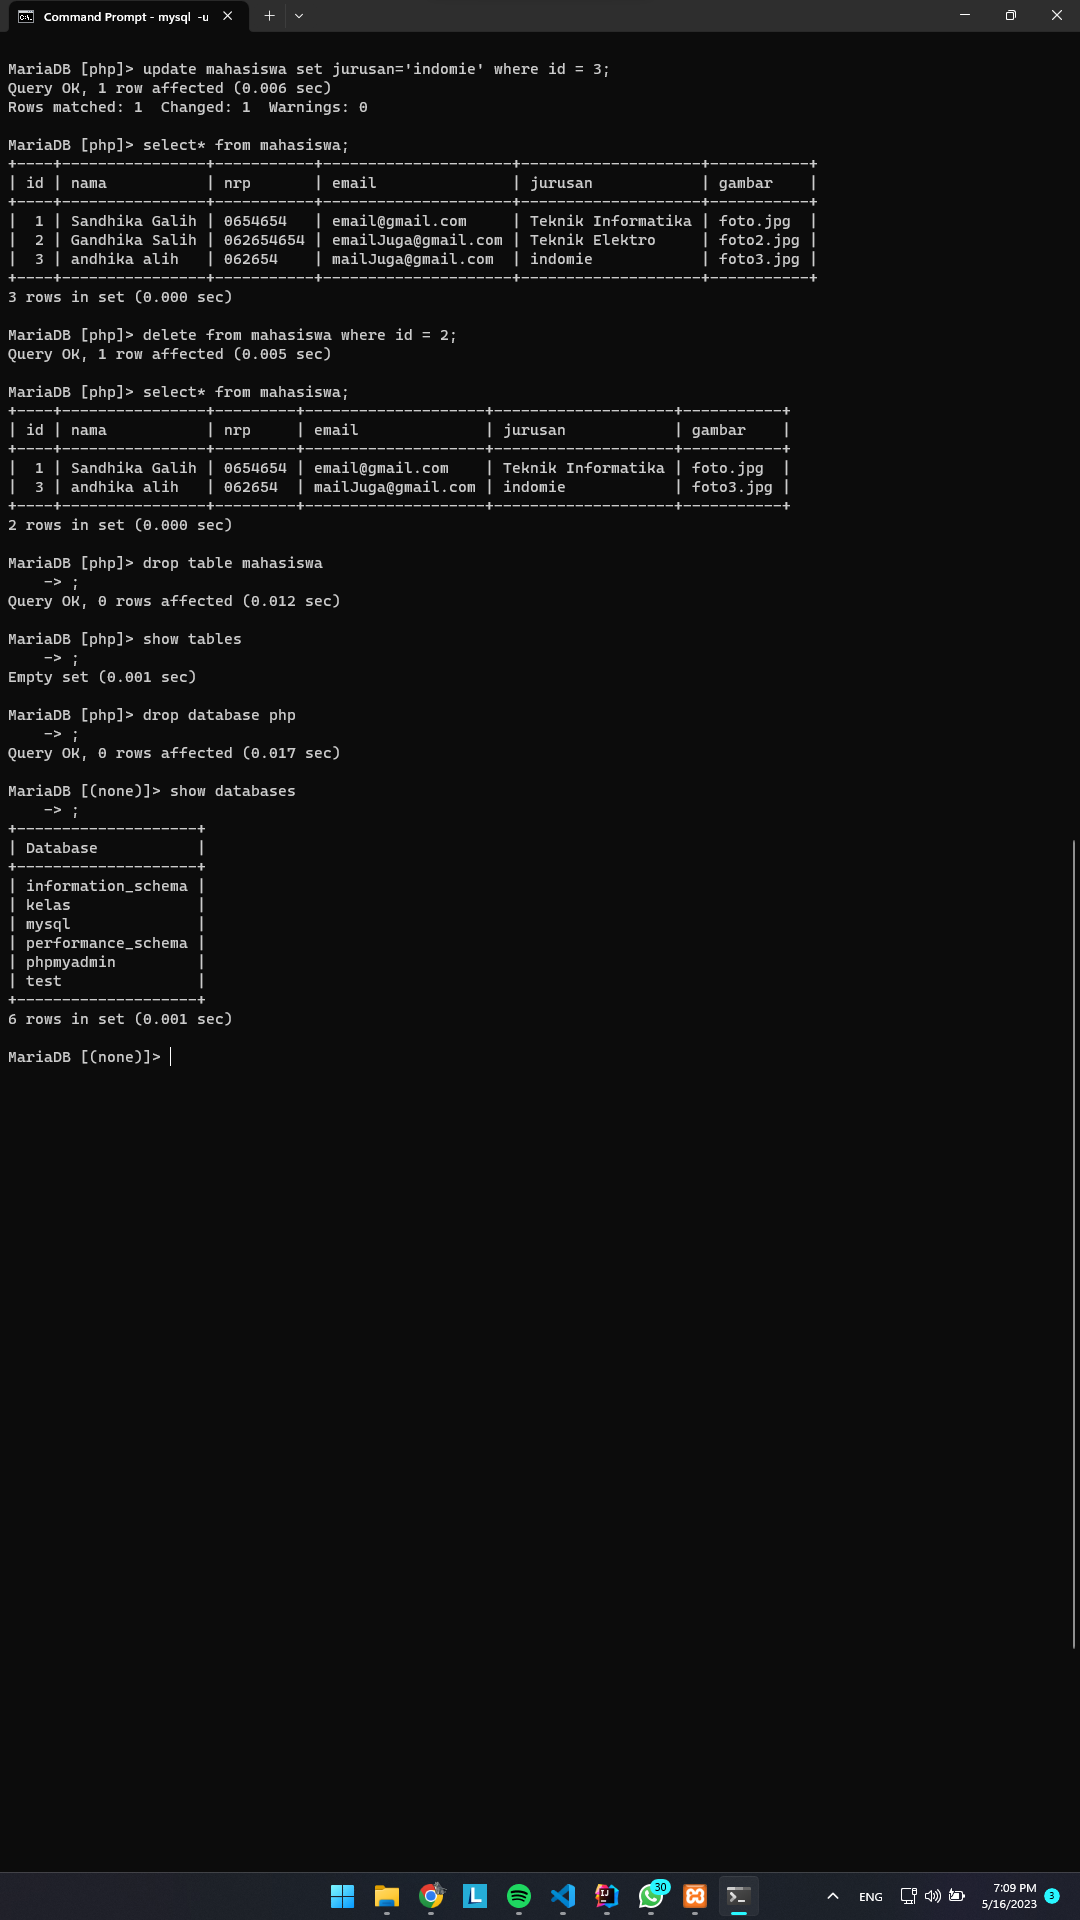 Command Prompt - mysql -u
MariaDB [php]> update mahasiswa set jurusan='indomie' where id = 3;
Query OK, 1 row affected (0.006 sec)
Rows matched: 1  Changed: 1  Warnings: 0
MariaDB [php]> select* from mahasiswa;
+----+----------------+-----------+---------------------+--------------------+-----------+
| id | nama           | nrp       | email               | jurusan            | gambar    |
+----+----------------+-----------+---------------------+--------------------+-----------+
|  1 | Sandhika Galih | 0654654   | email@gmail.com     | Teknik Informatika | foto.jpg  |
|  2 | Gandhika Salih | 062654654 | emailJuga@gmail.com | Teknik Elektro     | foto2.jpg |
|  3 | andhika alih   | 062654    | mailJuga@gmail.com  | indomie            | foto3.jpg |
+----+----------------+-----------+---------------------+--------------------+-----------+
3 rows in set (0.000 sec)
MariaDB [php]> delete from mahasiswa where id = 2;
Query OK, 1 row affected (0.005 sec)
MariaDB [php]> select* from mahasiswa;
+----+----------------+---------+--------------------+--------------------+-----------+
| id | nama           | nrp     | email              | jurusan            | gambar    |
+----+----------------+---------+--------------------+--------------------+-----------+
|  1 | Sandhika Galih | 0654654 | email@gmail.com    | Teknik Informatika | foto.jpg  |
|  3 | andhika alih   | 062654  | mailJuga@gmail.com | indomie            | foto3.jpg |
+----+----------------+---------+--------------------+--------------------+-----------+
2 rows in set (0.000 sec)
MariaDB [php]> drop table mahasiswa
    -> ;
Query OK, 0 rows affected (0.012 sec)
MariaDB [php]> show tables
    -> ;
Empty set (0.001 sec)
MariaDB [php]> drop database php
    -> ;
Query OK, 0 rows affected (0.017 sec)
MariaDB [(none)]> show databases
    -> ;
+--------------------+
| Database           |
+--------------------+
| information_schema |
| kelas              |
| mysql              |
| performance_schema |
| phpmyadmin         |
| test               |
+--------------------+
6 rows in set (0.001 sec)
MariaDB [(none)]>
L
IJ
30
ENG
7:09 PM
5/16/2023
3